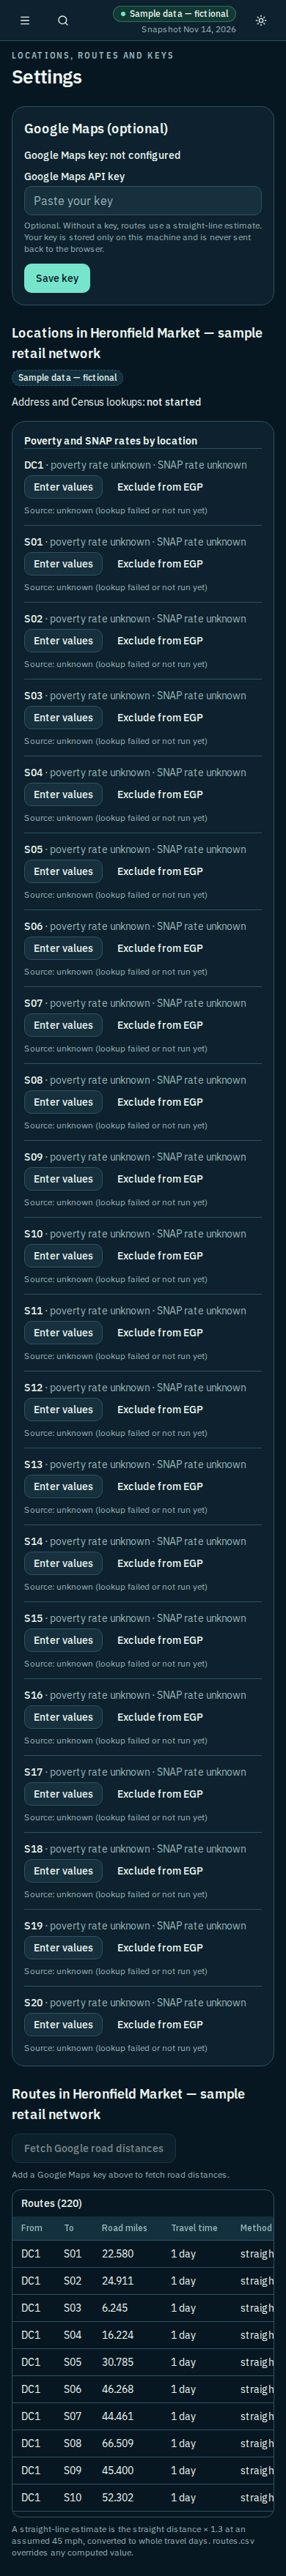 Sample data — fictional
Snapshot Nov 14, 2026
LOCATIONS, ROUTES AND KEYS
Settings
Google Maps (optional)
Google Maps key: not configured
Google Maps API key
Paste your key
Optional. Without a key, routes use a straight-line estimate.
Your key is stored only on this machine and is never sent
back to the browser.
Save key
Locations in Heronfield Market — sample
retail network
Sample data — fictional
Address and Census lookups: not started
Poverty and SNAP rates by location
DC1 · poverty rate unknown · SNAP rate unknown
Enter values Exclude from EGP
Source: unknown (lookup failed or not run yet)
S01 · poverty rate unknown · SNAP rate unknown
Enter values Exclude from EGP
Source: unknown (lookup failed or not run yet)
S02 · poverty rate unknown · SNAP rate unknown
Enter values Exclude from EGP
Source: unknown (lookup failed or not run yet)
S03 · poverty rate unknown · SNAP rate unknown
Enter values Exclude from EGP
Source: unknown (lookup failed or not run yet)
S04 · poverty rate unknown · SNAP rate unknown
Enter values Exclude from EGP
Source: unknown (lookup failed or not run yet)
S05 · poverty rate unknown · SNAP rate unknown
Enter values Exclude from EGP
Source: unknown (lookup failed or not run yet)
S06 · poverty rate unknown · SNAP rate unknown
Enter values Exclude from EGP
Source: unknown (lookup failed or not run yet)
S07 · poverty rate unknown · SNAP rate unknown
Enter values Exclude from EGP
Source: unknown (lookup failed or not run yet)
S08 · poverty rate unknown · SNAP rate unknown
Enter values Exclude from EGP
Source: unknown (lookup failed or not run yet)
S09 · poverty rate unknown · SNAP rate unknown
Enter values Exclude from EGP
Source: unknown (lookup failed or not run yet)
S10 · poverty rate unknown · SNAP rate unknown
Enter values Exclude from EGP
Source: unknown (lookup failed or not run yet)
S11 · poverty rate unknown · SNAP rate unknown
Enter values Exclude from EGP
Source: unknown (lookup failed or not run yet)
S12 · poverty rate unknown · SNAP rate unknown
Enter values Exclude from EGP
Source: unknown (lookup failed or not run yet)
S13 · poverty rate unknown · SNAP rate unknown
Enter values Exclude from EGP
Source: unknown (lookup failed or not run yet)
S14 · poverty rate unknown · SNAP rate unknown
Enter values Exclude from EGP
Source: unknown (lookup failed or not run yet)
S15 · poverty rate unknown · SNAP rate unknown
Enter values Exclude from EGP
Source: unknown (lookup failed or not run yet)
S16 · poverty rate unknown · SNAP rate unknown
Enter values Exclude from EGP
Source: unknown (lookup failed or not run yet)
S17 · poverty rate unknown · SNAP rate unknown
Enter values Exclude from EGP
Source: unknown (lookup failed or not run yet)
S18 · poverty rate unknown · SNAP rate unknown
Enter values Exclude from EGP
Source: unknown (lookup failed or not run yet)
S19 · poverty rate unknown · SNAP rate unknown
Enter values Exclude from EGP
Source: unknown (lookup failed or not run yet)
S20 · poverty rate unknown · SNAP rate unknown
Enter values Exclude from EGP
Source: unknown (lookup failed or not run yet)
Routes in Heronfield Market — sample
retail network
Fetch Google road distances
Add a Google Maps key above to fetch road distances.
Routes (220)
From To Road miles Travel time Method
DC1 S01 22.580 1 day straigh
DC1 S02 24.911 1 day straigh
DC1 S03 6.245 1 day straigh
DC1 S04 16.224 1 day straigh
DC1 S05 30.785 1 day straigh
DC1 S06 46.268 1 day straigh
DC1 S07 44.461 1 day straigh
DC1 S08 66.509 1 day straigh
DC1 S09 45.400 1 day straigh
DC1 S10 52.302 1 day straigh
A straight-line estimate is the straight distance × 1.3 at an
assumed 45 mph, converted to whole travel days. routes.csv
overrides any computed value.